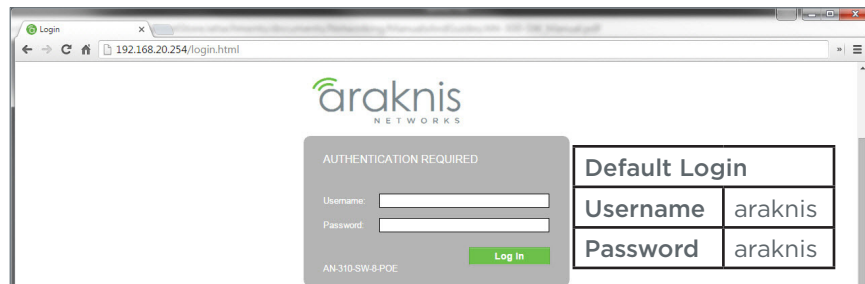 Login
192.168.20.254/login.html
araknis
NETWORKS
AUTHENTICATION REQUIRED
Username:
Password:
Log In
AN-310-SW-8-POE
Default Login
Username araknis
Password araknis